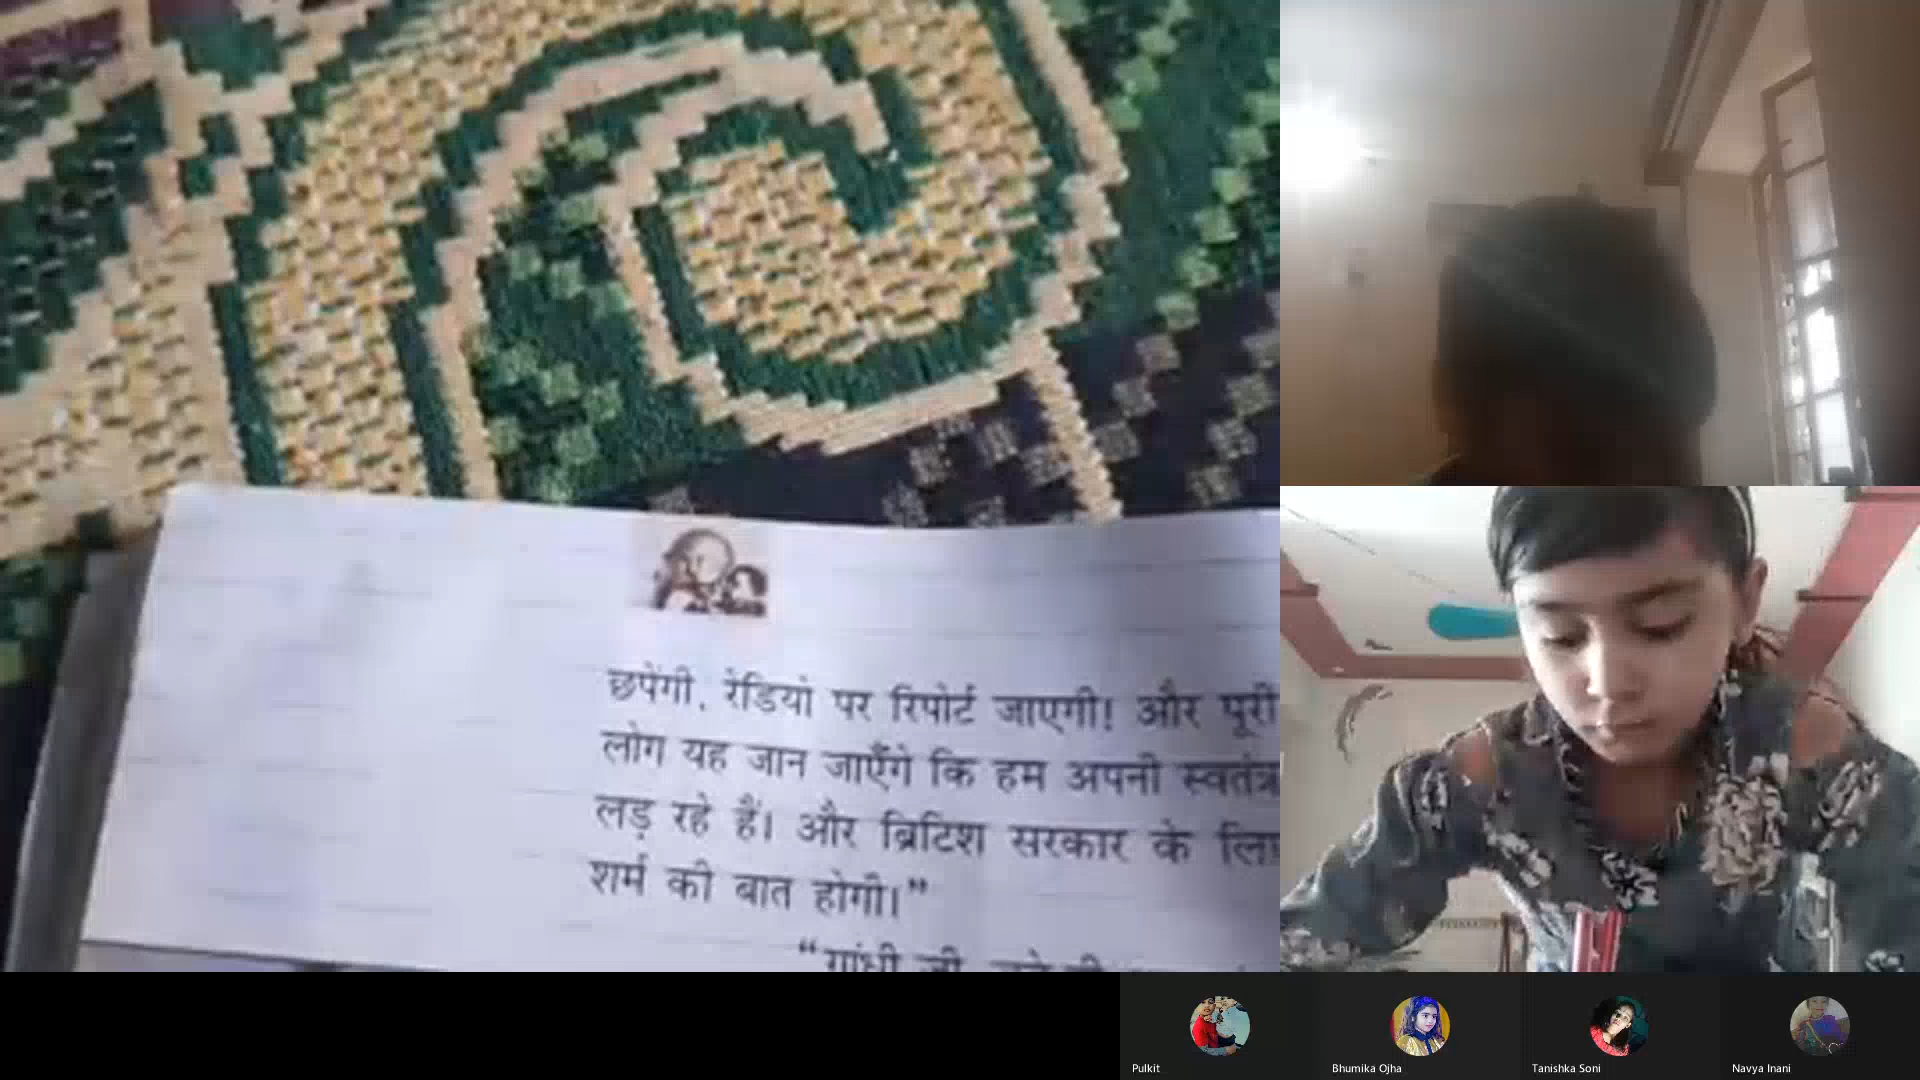 छपेंगी, रेडियो पर रिपोर्ट जाएगी! और पूरी
लोग यह जान जाएँगे कि हम अपनी स्वतंत्र
लड़ रहे हैं। और ब्रिटिश सरकार के
शर्म की बात होगी।”
“गांधी जी,
Pulkit
Bhumika Ojha
Tanishka Soni
Navya Inani